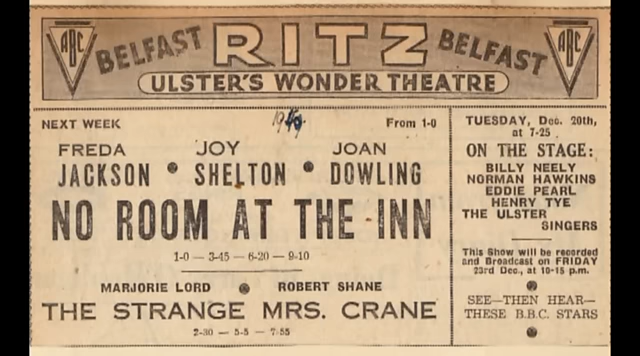 ABC
BELFAST RITZ BELFAST
ABC
ULSTER'S WONDER THEATRE
NEXT WEEK
From 1-0
FREDA JOY JOAN
JACKSON • SHELTON • DOWLING
NO ROOM AT THE INN
1-0 — 3-45 — 6-20 — 9-10
MARJORIE LORD • ROBERT SHANE
THE STRANGE MRS. CRANE
2-30 — 5-5 — 7-55
TUESDAY, Dec. 20th,
at 7-25
ON THE STAGE:
BILLY NEELY
NORMAN HAWKINS
EDDIE PEARL
HENRY TYE
THE ULSTER
SINGERS
This Show will be recorded
and Broadcast on FRIDAY
23rd Dec., at 10-15 p.m.
SEE—THEN HEAR—
THESE B.B.C. STARS